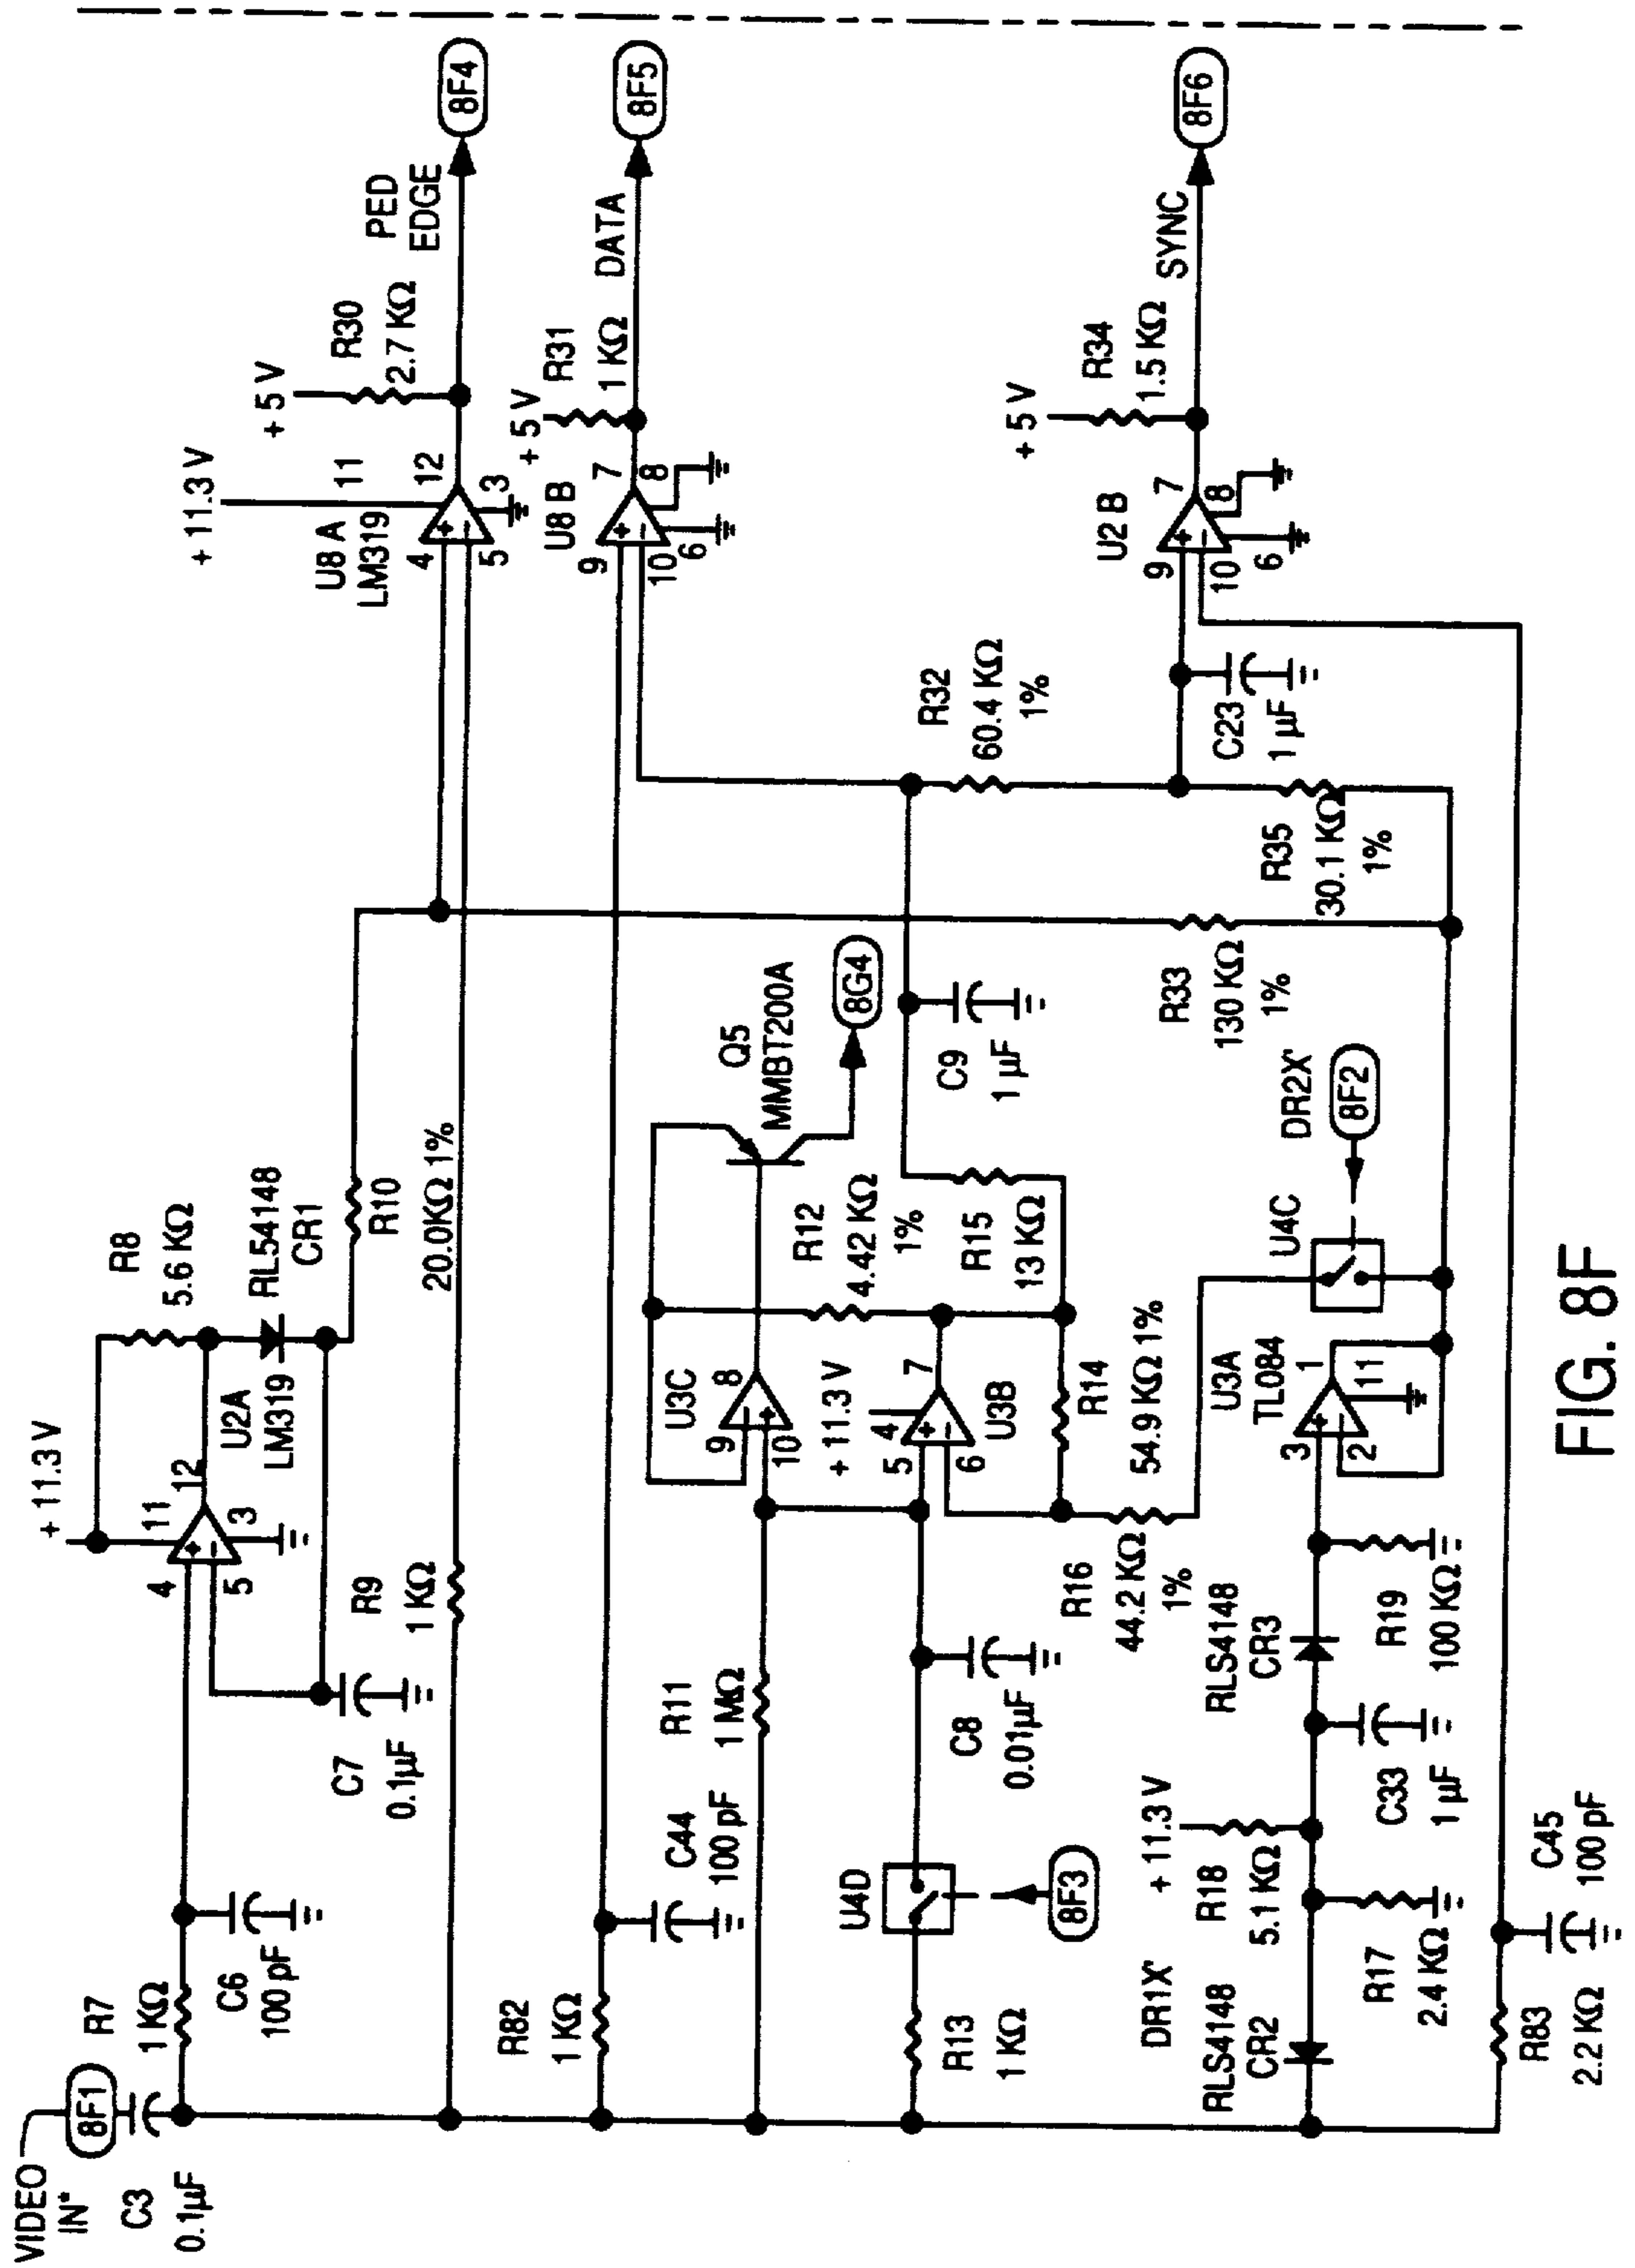 VIDEO
IN*
8F1
C3
0.1µF
R7
1 KΩ
C6
100 pF
+ 11.3 V
4
5
11
12
3
U2A
LM319
R8
5.6 KΩ
RL54148
CR1
C7
0.1µF
R9
1 KΩ
R10
20.0KΩ 1%
+ 11.3 V
U8 A
LM319
11
4
5
12
3
+ 5 V
R30
2.7 KΩ
PED
EDGE
8F4
R82
1 KΩ
C44
100 pF
U8 B
9
10
7
8
6
+ 5 V
R31
1 KΩ
DATA
8F5
R11
1 MΩ
U3C
9
10
8
Q5
MMBT200A
8G4
R12
4.42 KΩ
1%
+ 11.3 V
4
5
6
7
U3B
R13
1 KΩ
U4D
8F3
C8
0.01µF
R14
54.9 KΩ 1%
R15
13 KΩ
C9
1 µF
R16
44.2 KΩ
1%
R32
60.4 KΩ
1%
R33
130 KΩ
1%
R35
30.1 KΩ
1%
C23
1 µF
U2 B
9
10
7
8
6
+ 5 V
R34
1.5 KΩ
SYNC
8F6
DR1X'
RLS4148
CR2
R17
2.4 KΩ
+ 11.3 V
R18
5.1 KΩ
C33
1 µF
RLS4148
CR3
R19
100 KΩ
U3A
TL084
3
2
1
11
U4C
DR2X'
8F2
R83
2.2 KΩ
C45
100 pF
FIG. 8F